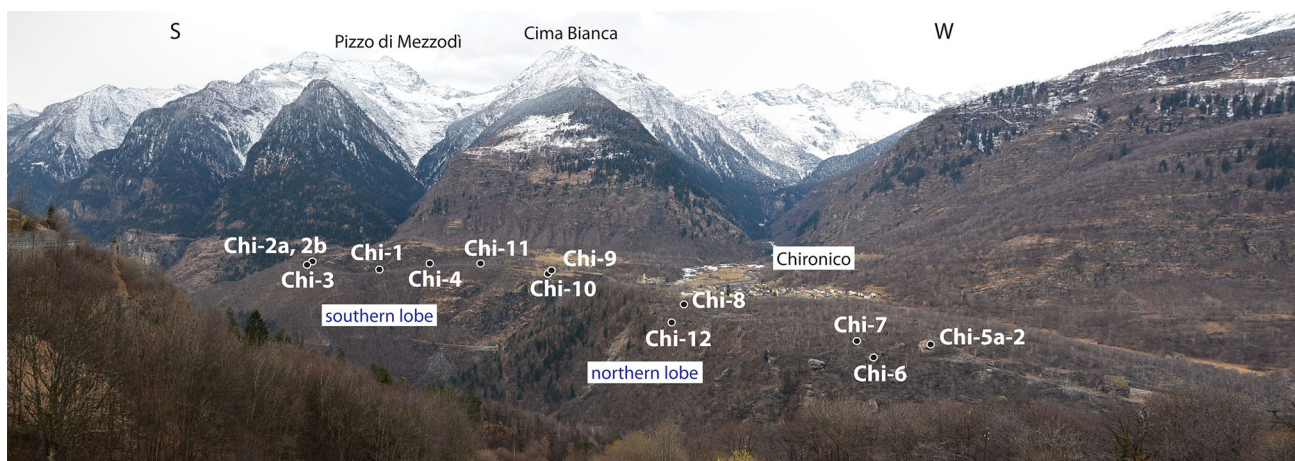 S
Pizzo di Mezzodì
Cima Bianca
W
Chi-2a, 2b
Chi-3
Chi-1
Chi-4
Chi-11
Chi-9
Chi-10
Chironico
southern lobe
Chi-8
Chi-12
northern lobe
Chi-7
Chi-6
Chi-5a-2